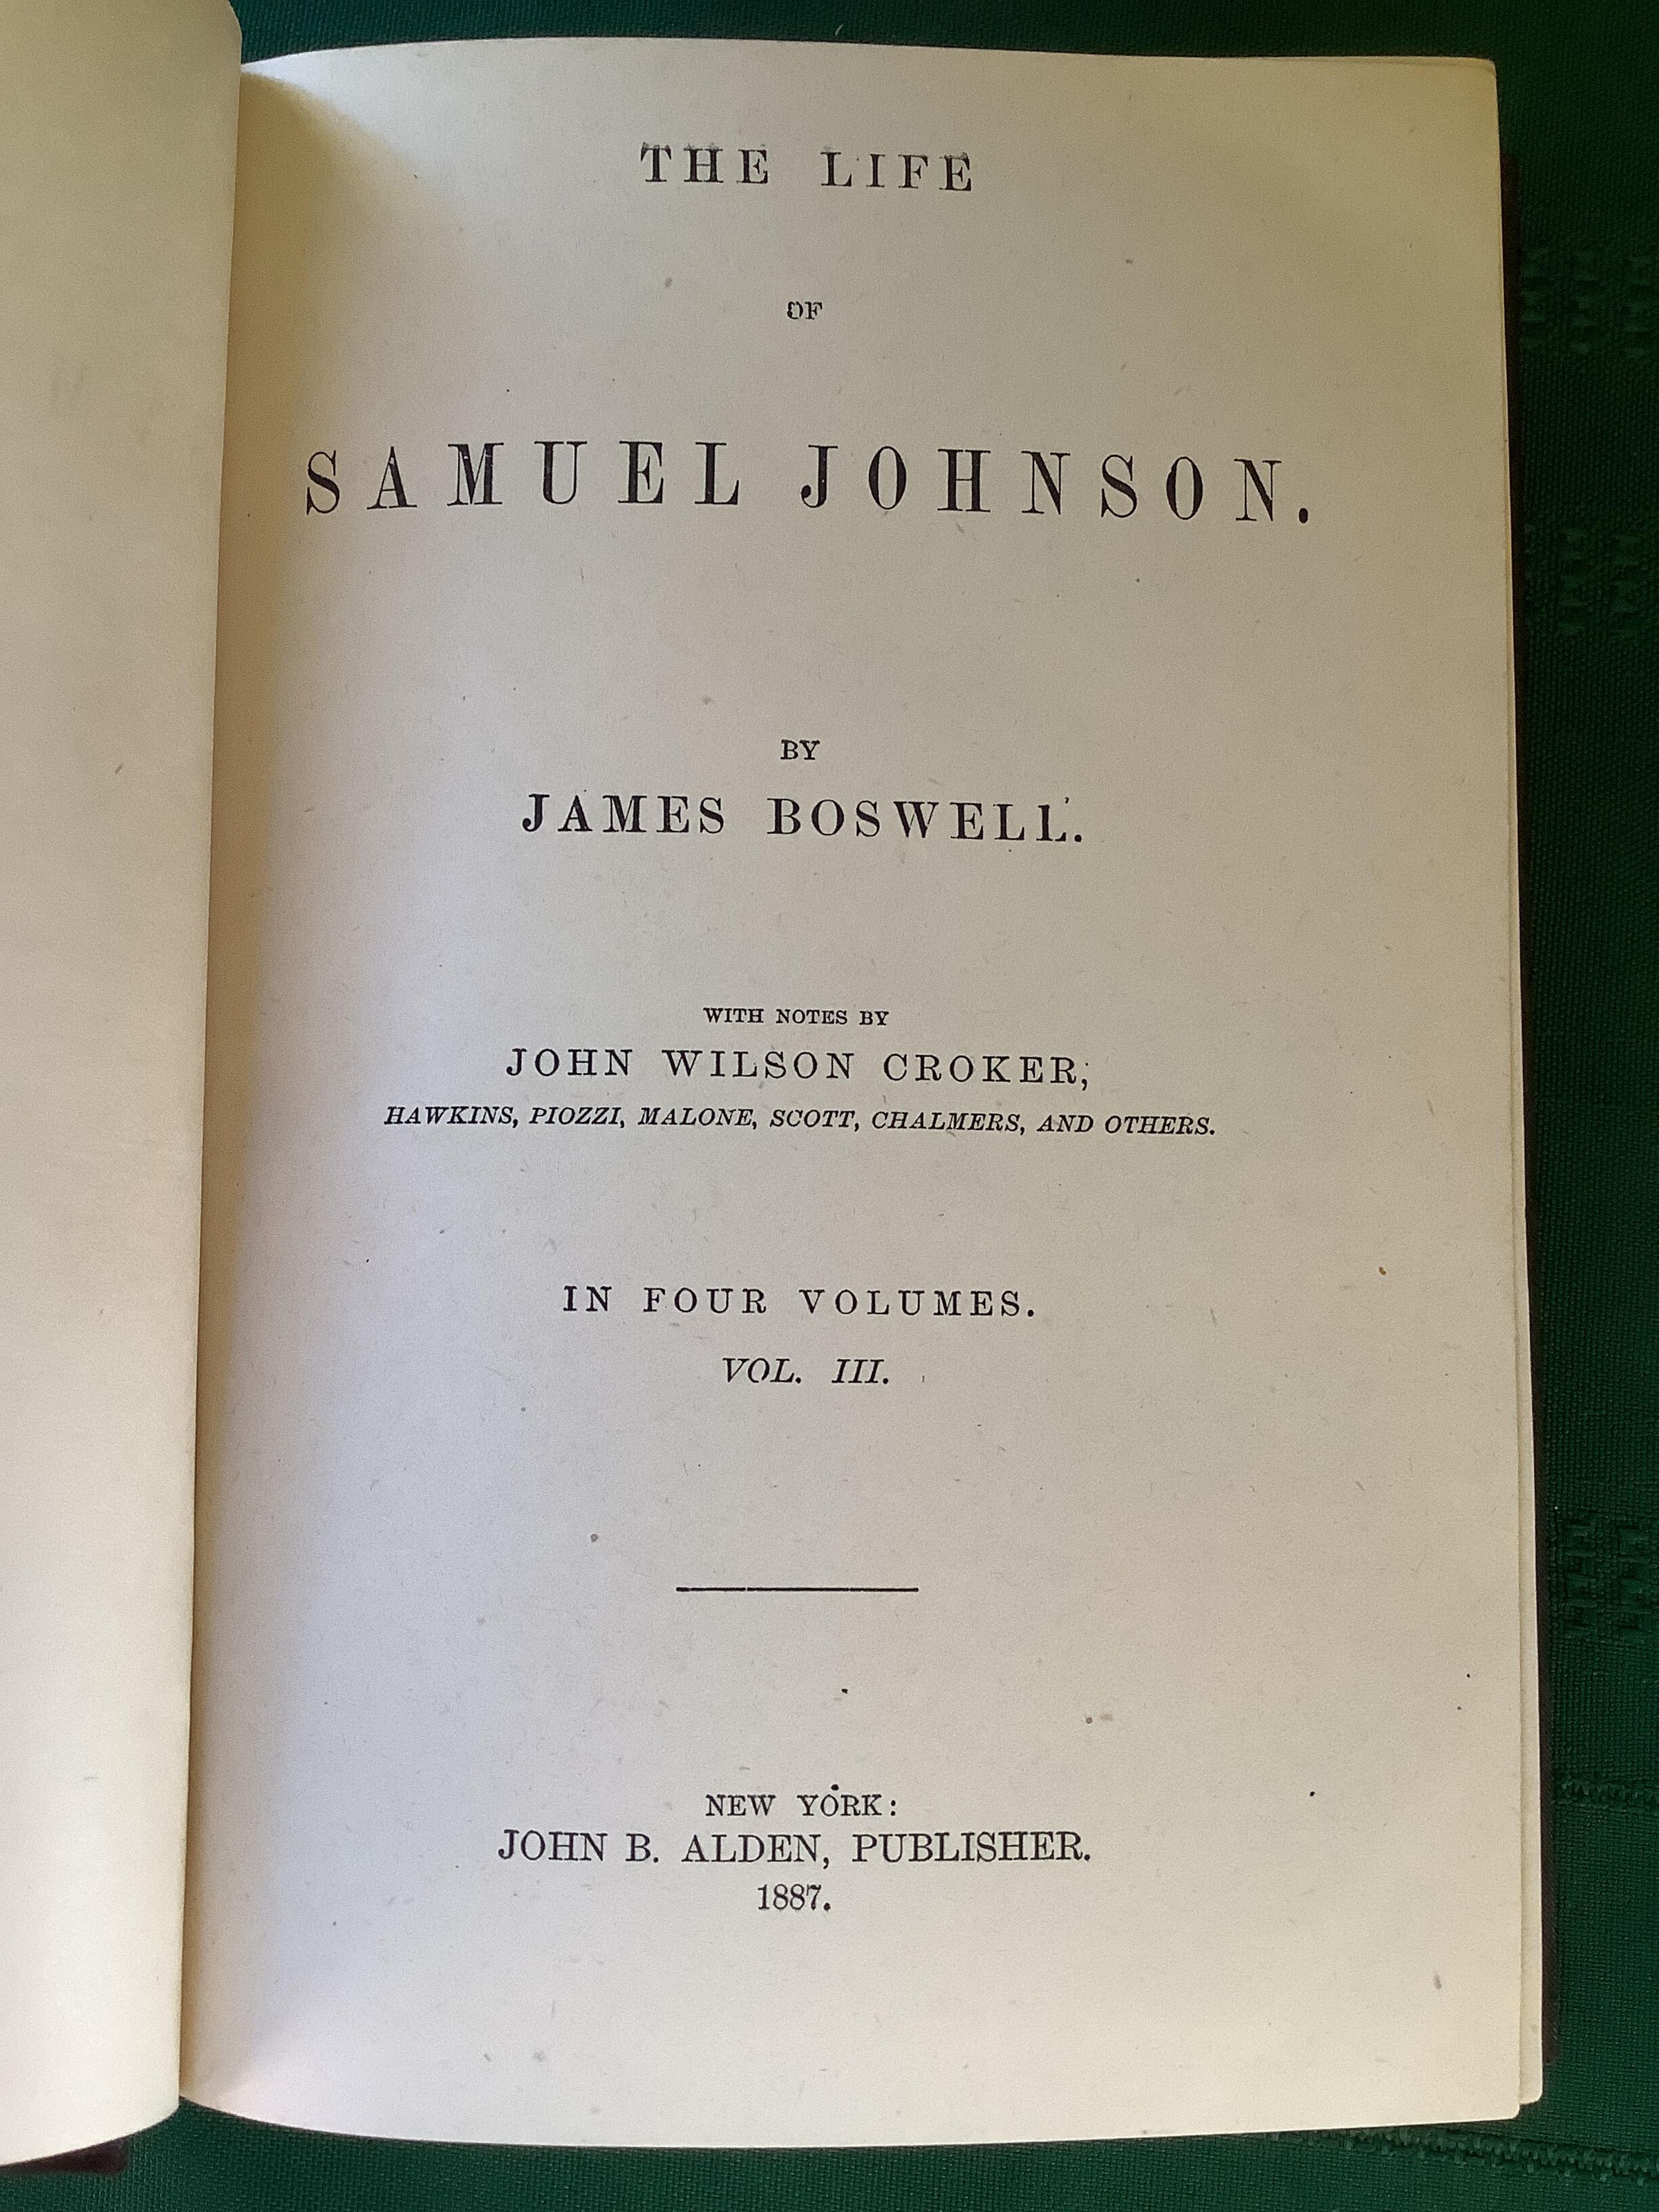 THE LIFE
OF
SAMUEL JOHNSON.
BY
JAMES BOSWELL.
WITH NOTES BY
JOHN WILSON CROKER,
HAWKINS, PIOZZI, MALONE, SCOTT, CHALMERS, AND OTHERS.
IN FOUR VOLUMES.
VOL. III.
NEW YORK:
JOHN B. ALDEN, PUBLISHER.
1887.